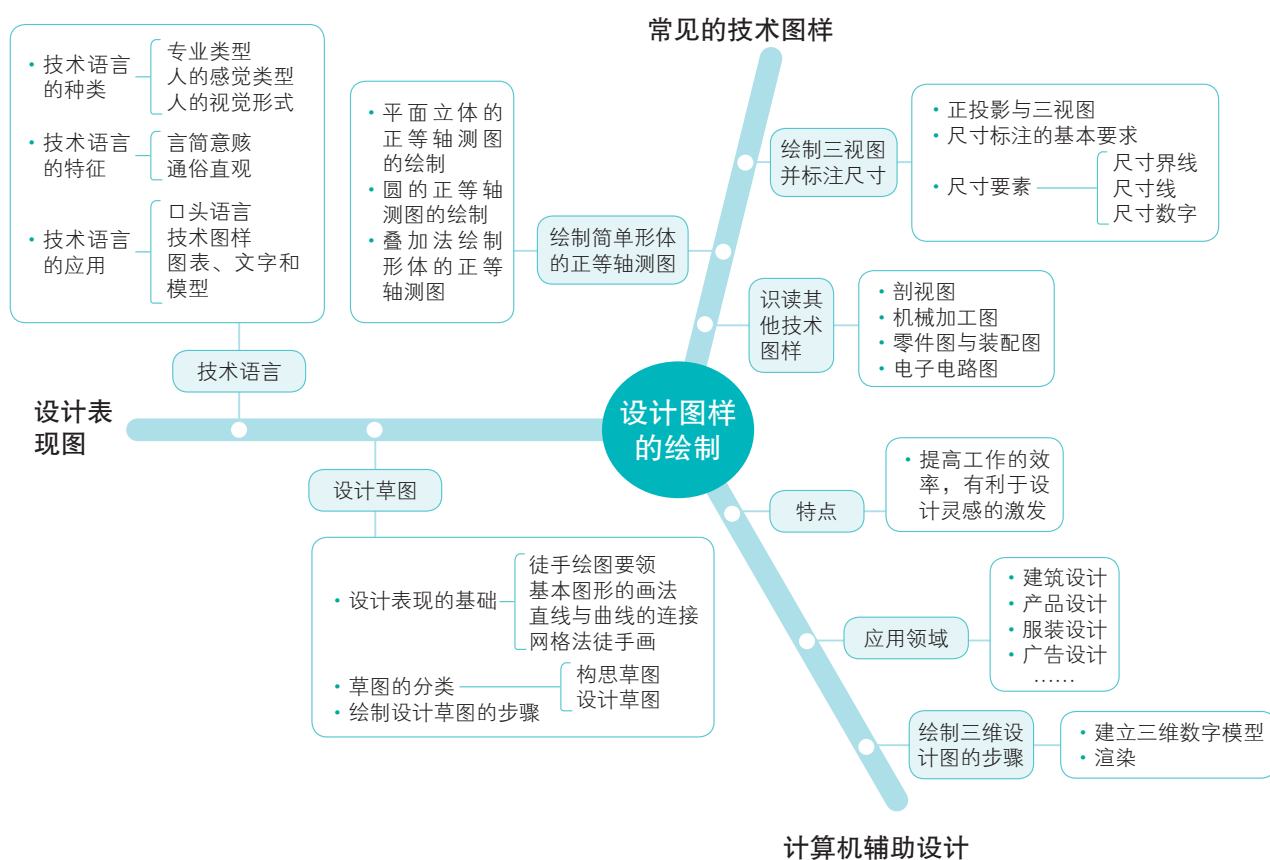 常见的技术图样
• 技术语言
的种类
专业类型
人的感觉类型
人的视觉形式
• 技术语言
的特征
言简意赅
通俗直观
• 技术语言
的应用
口头语言
技术图样
图表、文字和
模型
技术语言
• 平面立体的
正等轴测图
的绘制
• 圆的正等轴
测图的绘制
• 叠加法绘制
形体的正等
轴测图
绘制简单形体
的正等轴测图
绘制三视图
并标注尺寸
• 正投影与三视图
• 尺寸标注的基本要求
• 尺寸要素
尺寸界线
尺寸线
尺寸数字
识读其
他技术
图样
• 剖视图
• 机械加工图
• 零件图与装配图
• 电子电路图
设计表
现图
设计图样
的绘制
设计草图
• 设计表现的基础
徒手绘图要领
基本图形的画法
直线与曲线的连接
网格法徒手画
• 草图的分类
构思草图
设计草图
• 绘制设计草图的步骤
特点
• 提高工作的效
率，有利于设
计灵感的激发
应用领域
• 建筑设计
• 产品设计
• 服装设计
• 广告设计
……
绘制三维设
计图的步骤
• 建立三维数字模型
• 渲染
计算机辅助设计